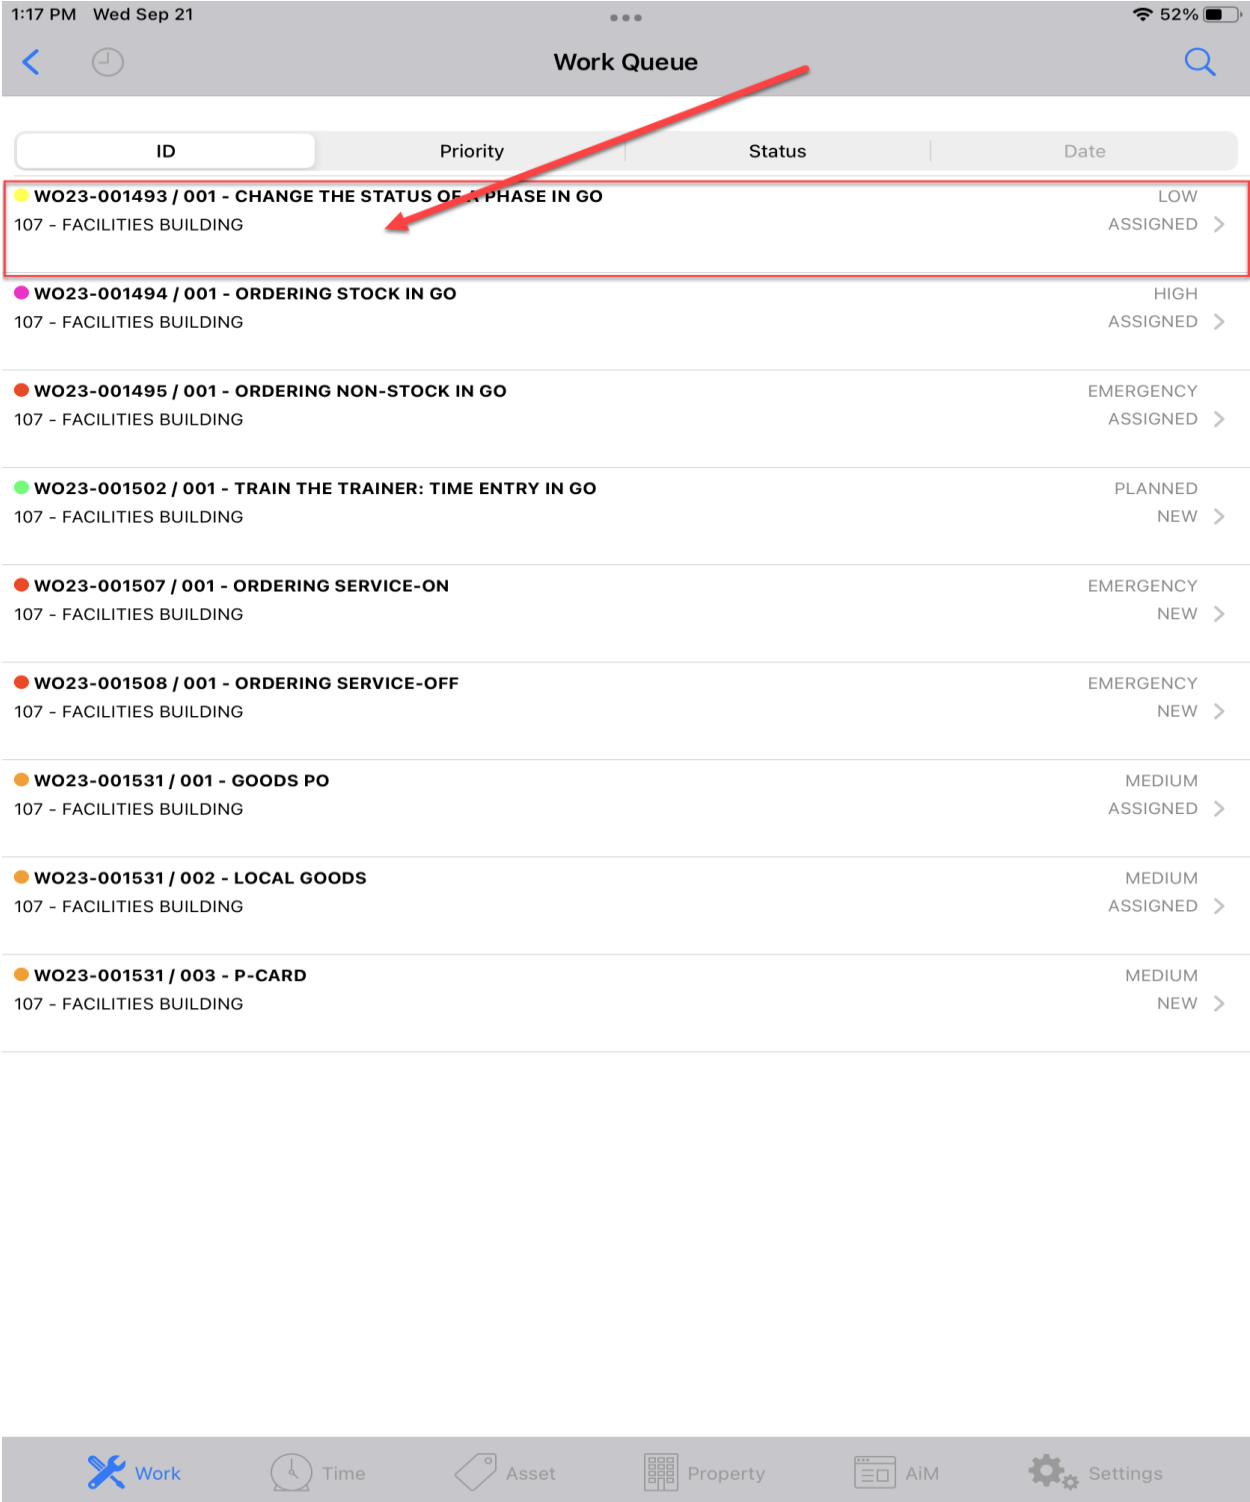 1:17 PM Wed Sep 21 52%
Work Queue
ID Priority Status Date
WO23-001493 / 001 - CHANGE THE STATUS OF A PHASE IN GO LOW
107 - FACILITIES BUILDING ASSIGNED
WO23-001494 / 001 - ORDERING STOCK IN GO HIGH
107 - FACILITIES BUILDING ASSIGNED
WO23-001495 / 001 - ORDERING NON-STOCK IN GO EMERGENCY
107 - FACILITIES BUILDING ASSIGNED
WO23-001502 / 001 - TRAIN THE TRAINER: TIME ENTRY IN GO PLANNED
107 - FACILITIES BUILDING NEW
WO23-001507 / 001 - ORDERING SERVICE-ON EMERGENCY
107 - FACILITIES BUILDING NEW
WO23-001508 / 001 - ORDERING SERVICE-OFF EMERGENCY
107 - FACILITIES BUILDING NEW
WO23-001531 / 001 - GOODS PO MEDIUM
107 - FACILITIES BUILDING ASSIGNED
WO23-001531 / 002 - LOCAL GOODS MEDIUM
107 - FACILITIES BUILDING ASSIGNED
WO23-001531 / 003 - P-CARD MEDIUM
107 - FACILITIES BUILDING NEW
Work Time Asset Property AiM Settings